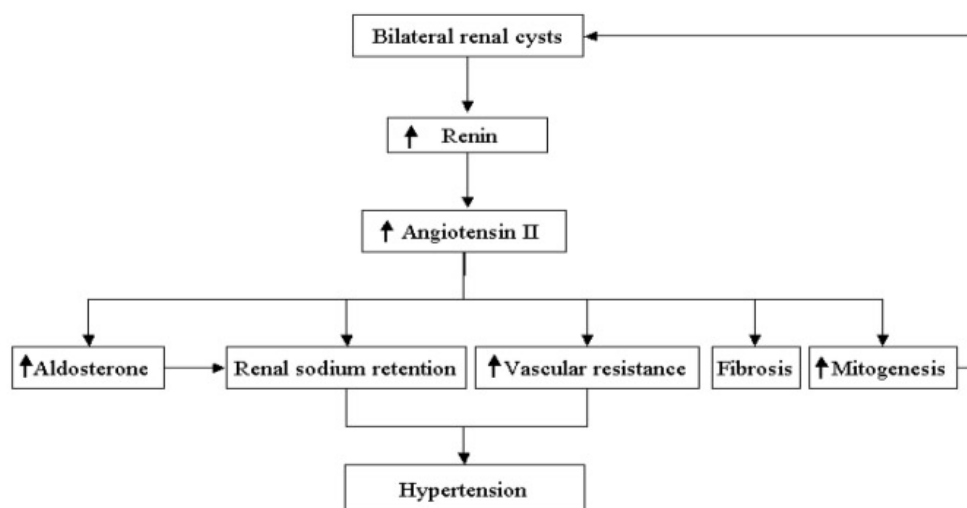 Bilateral renal cysts
↑ Renin
↑ Angiotensin II
↑Aldosterone
Renal sodium retention
↑Vascular resistance
Fibrosis
↑Mitogenesis
Hypertension